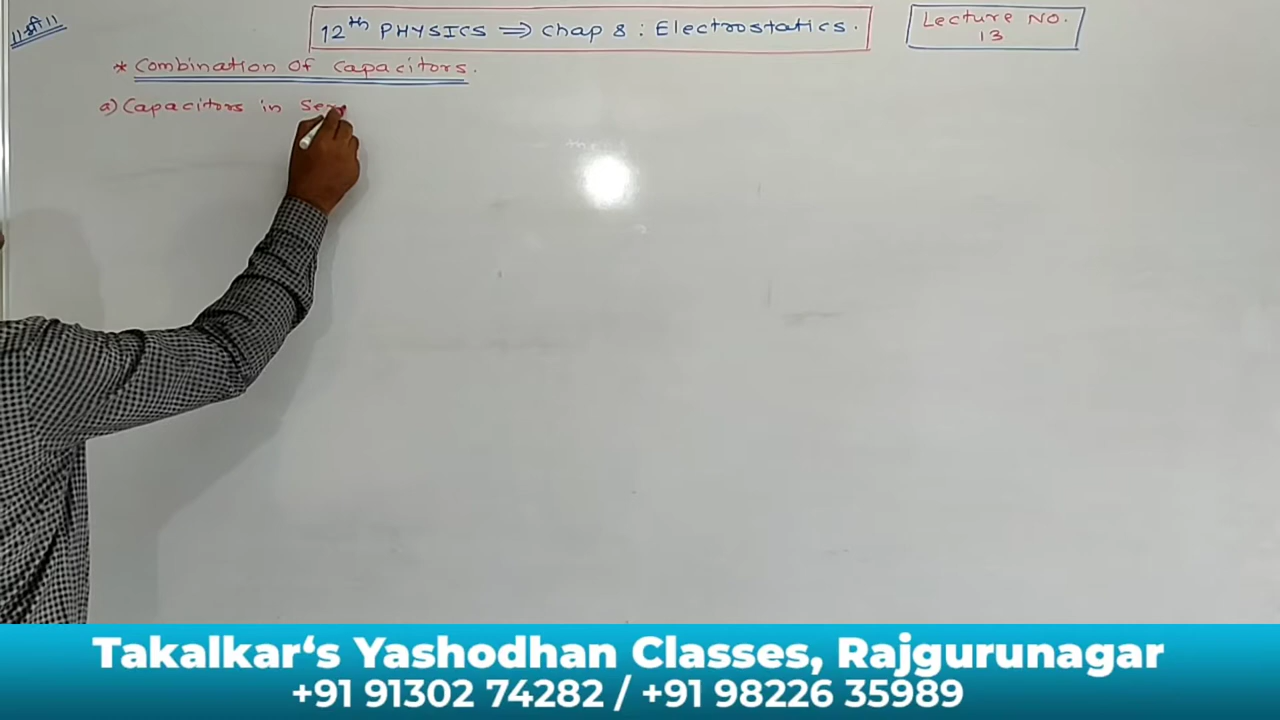 ।।श्री।।
12th PHYSICS ⇒ Chap 8 : Electrostatics.
Lecture NO.
13
* Combination Of Capacitors.
a) Capacitors in Ser
Takalkar‘s Yashodhan Classes, Rajgurunagar
+91 91302 74282 / +91 98226 35989